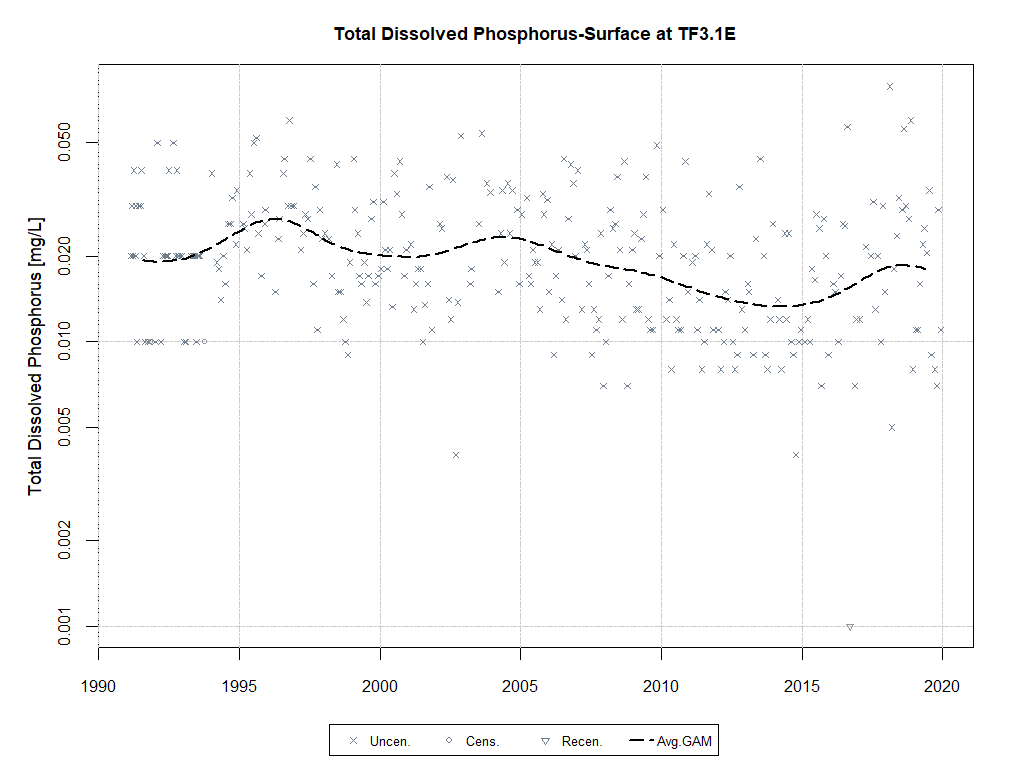 Total Dissolved Phosphorus-Surface at TF3.1E
Total Dissolved Phosphorus [mg/L]
0.050
0.020
0.010
0.005
0.002
0.001
1990 1995 2000 2005 2010 2015 2020
Uncen. Cens. Recen. Avg.GAM